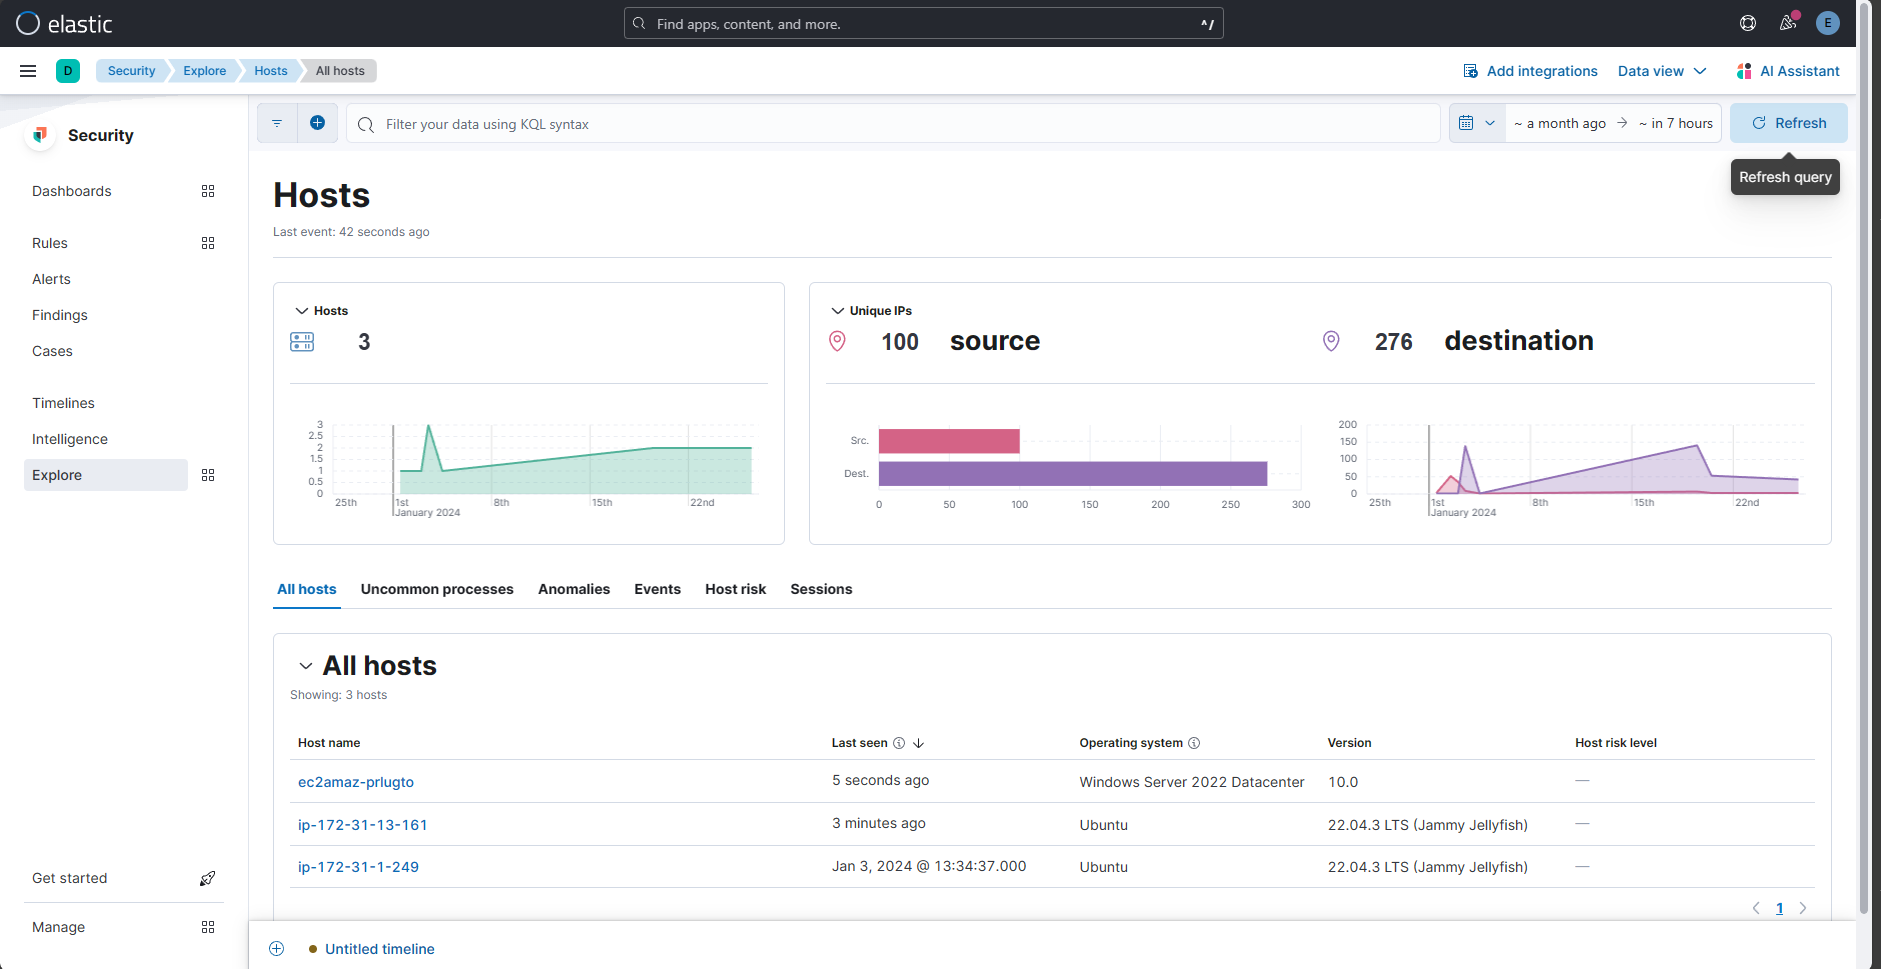 elastic
Find apps, content, and more.
^/
E
D
Security
Explore
Hosts
All hosts
Add integrations
Data view
AI Assistant
Security
Filter your data using KQL syntax
~ a month ago → ~ in 7 hours
Refresh
Refresh query
Dashboards
Rules
Alerts
Findings
Cases
Timelines
Intelligence
Explore
Get started
Manage
Hosts
Last event: 42 seconds ago
Hosts
3
3
2.5
2
1.5
1
0.5
0
25th 1st 8th 15th 22nd
January 2024
Unique IPs
100 source
276 destination
Src.
Dest.
0 50 100 150 200 250 300
200
150
100
50
0
25th 1st 8th 15th 22nd
January 2024
All hosts Uncommon processes Anomalies Events Host risk Sessions
All hosts
Showing: 3 hosts
Host name Last seen Operating system Version Host risk level
ec2amaz-prlugto 5 seconds ago Windows Server 2022 Datacenter 10.0 —
ip-172-31-13-161 3 minutes ago Ubuntu 22.04.3 LTS (Jammy Jellyfish) —
ip-172-31-1-249 Jan 3, 2024 @ 13:34:37.000 Ubuntu 22.04.3 LTS (Jammy Jellyfish) —
1
Untitled timeline